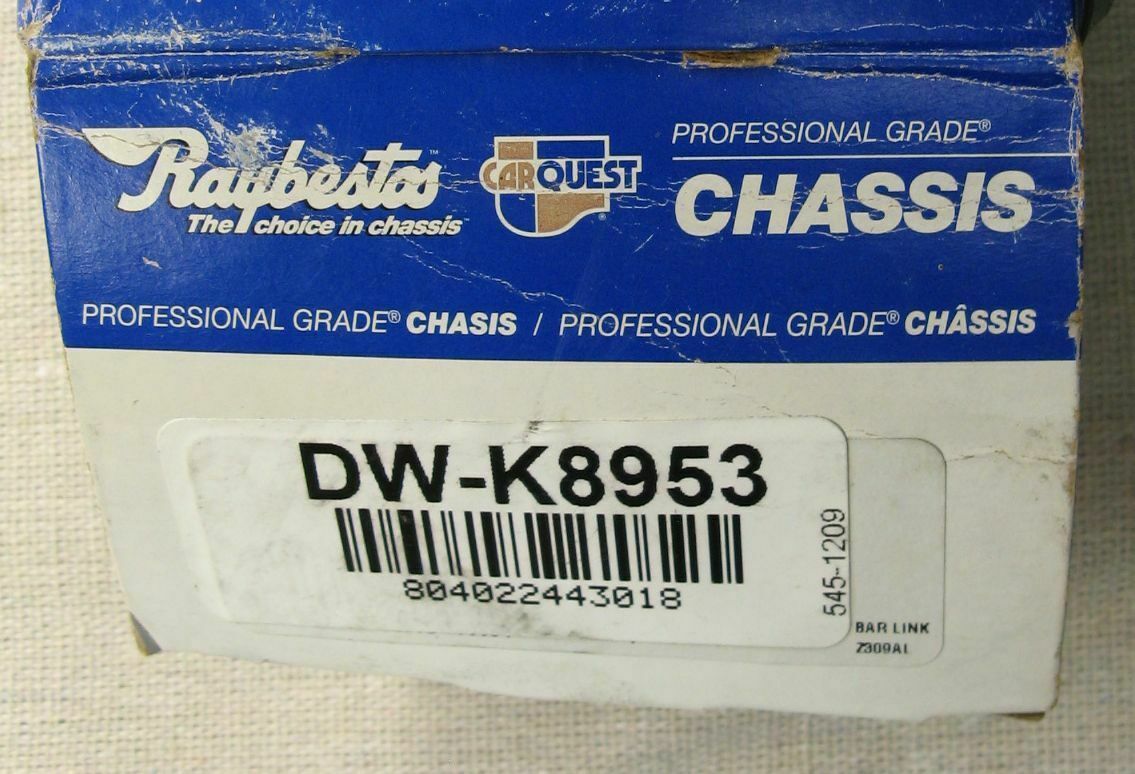 Raybestos™
The choice in chassis
CARQUEST®
PROFESSIONAL GRADE®
CHASSIS
PROFESSIONAL GRADE® CHASIS / PROFESSIONAL GRADE® CHÂSSIS
DW-K8953
804022443018
545-1209
BAR LINK
7309AL